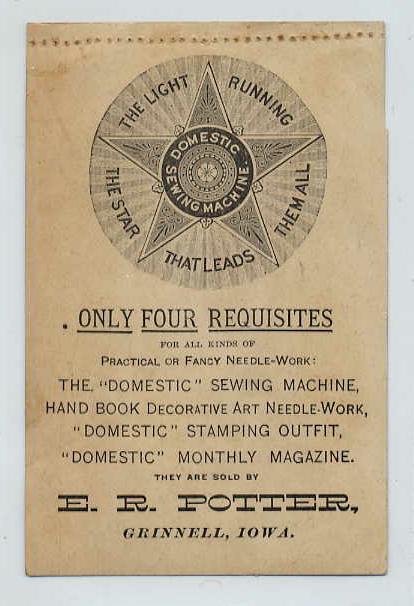 THE LIGHT
RUNNING
DOMESTIC
SEWING MACHINE
THE STAR
THAT LEADS
THEM ALL
ONLY FOUR REQUISITES
FOR ALL KINDS OF
PRACTICAL OR FANCY NEEDLE-WORK:
THE "DOMESTIC" SEWING MACHINE,
HAND BOOK DECORATIVE ART NEEDLE-WORK,
"DOMESTIC" STAMPING OUTFIT,
"DOMESTIC" MONTHLY MAGAZINE.
THEY ARE SOLD BY
E. R. POTTER,
GRINNELL, IOWA.